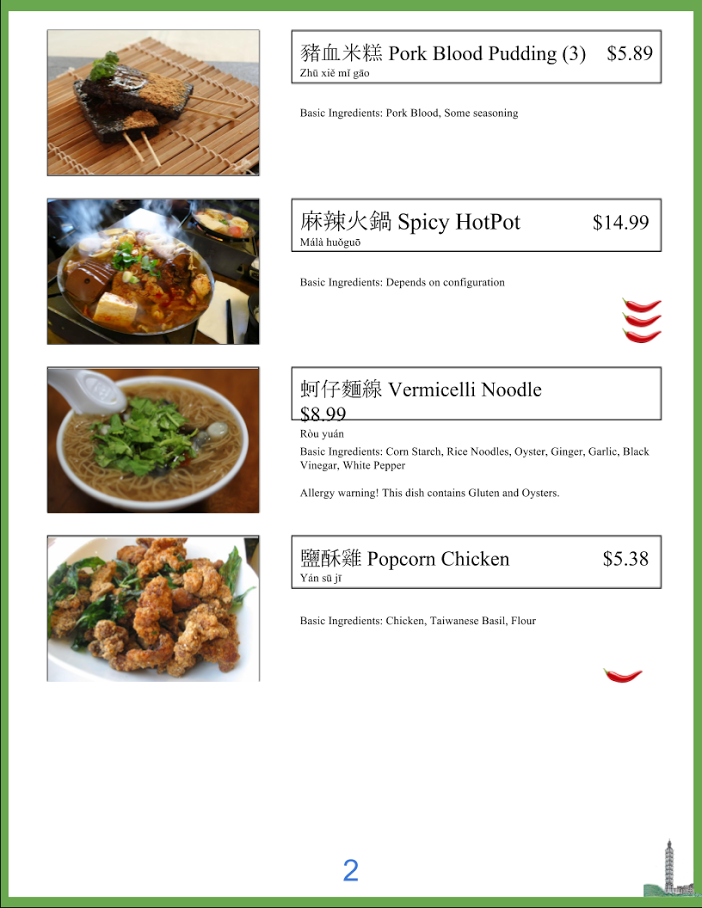 豬血米糕 Pork Blood Pudding (3) $5.89
Zhū xiě mǐ gāo
Basic Ingredients: Pork Blood, Some seasoning
麻辣火鍋 Spicy HotPot $14.99
Málà huǒguō
Basic Ingredients: Depends on configuration
蚵仔麵線 Vermicelli Noodle
$8.99
Ròu yuán
Basic Ingredients: Corn Starch, Rice Noodles, Oyster, Ginger, Garlic, Black
Vinegar, White Pepper
Allergy warning! This dish contains Gluten and Oysters.
鹽酥雞 Popcorn Chicken $5.38
Yán sū jī
Basic Ingredients: Chicken, Taiwanese Basil, Flour
2